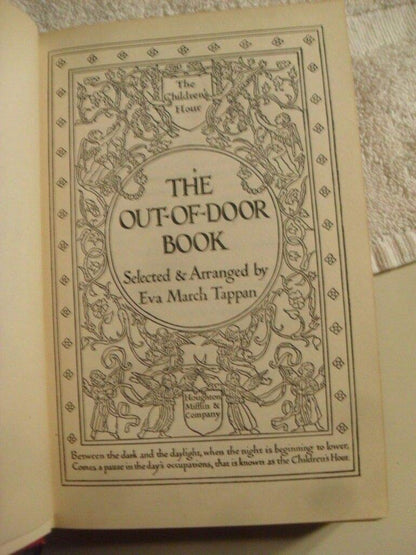 The
Children's
Hour
THE
OUT-OF-DOOR
BOOK
Selected & Arranged by
Eva March Tappan
Houghton
Mifflin &
Company
Between the dark and the daylight, when the night is beginning to lower,
Comes a pause in the day's occupations, that is known as the Children's Hour.